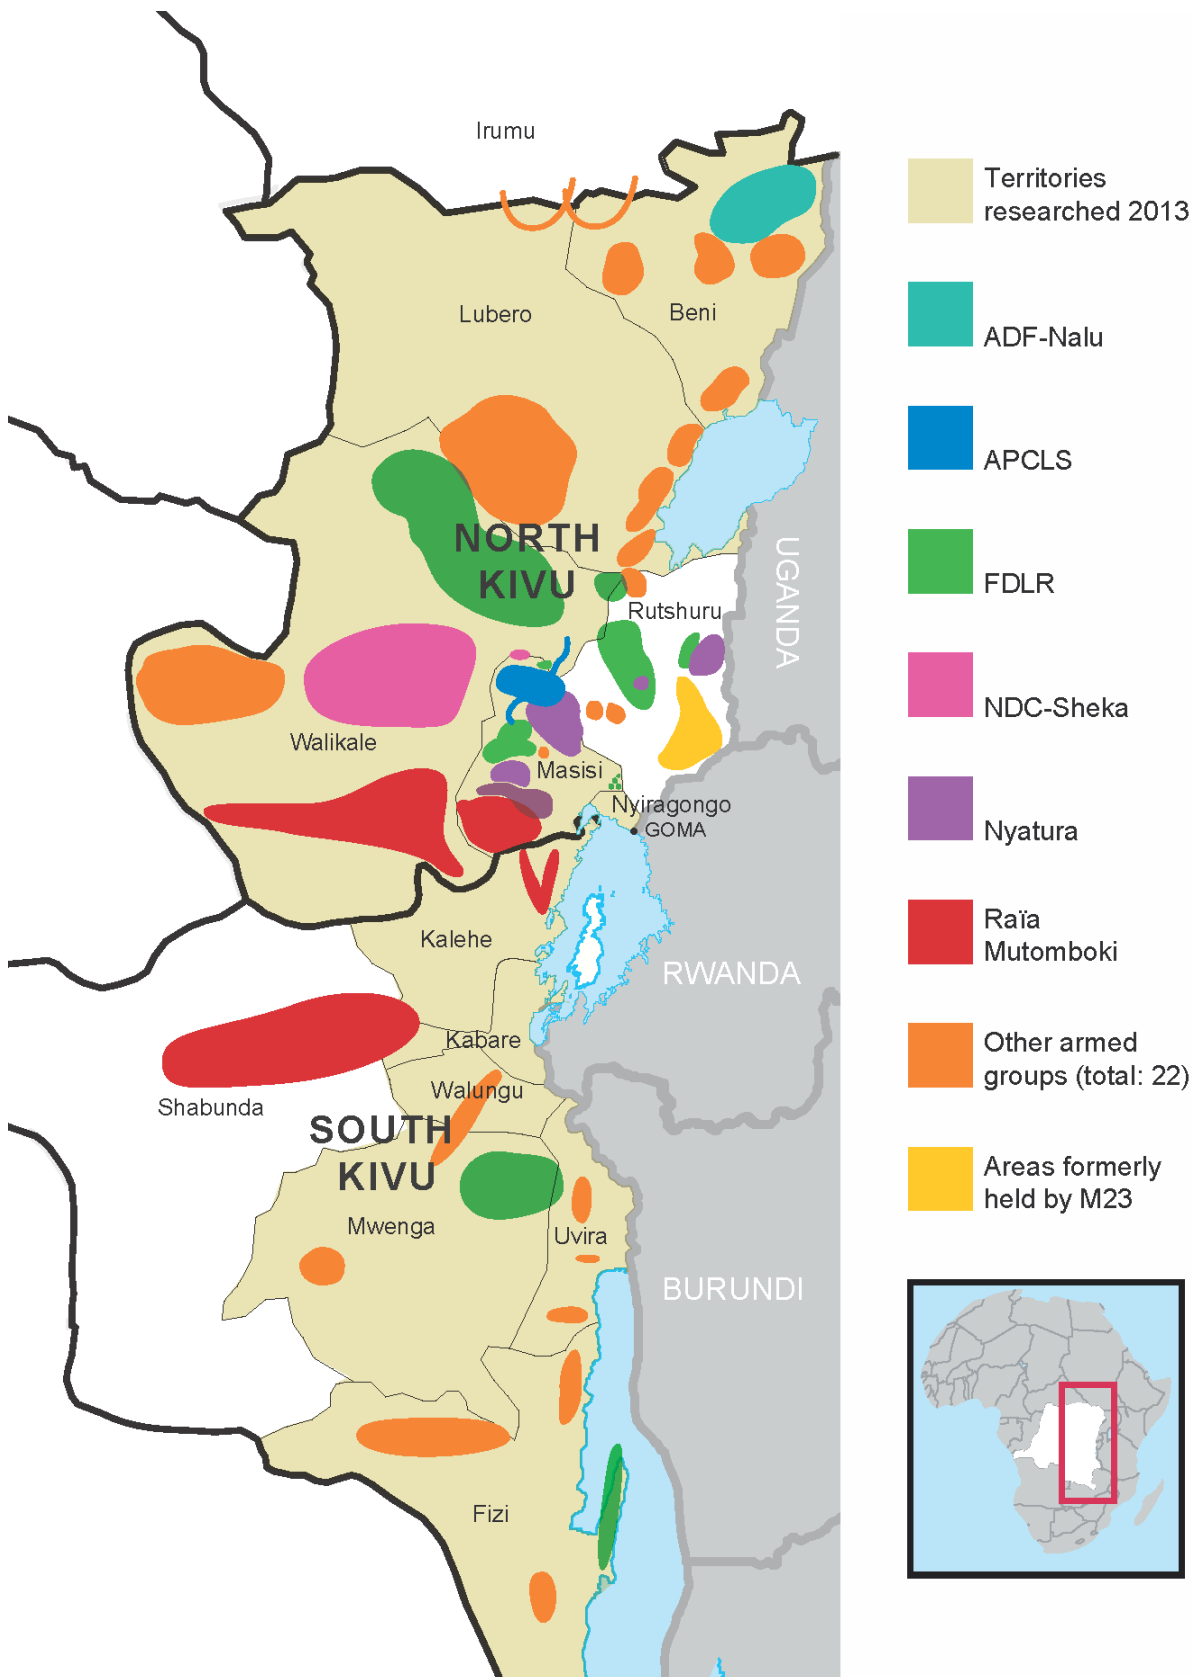 Irumu
Lubero
Beni
NORTH
KIVU
UGANDA
Rutshuru
Walikale
Masisi
Nyiragongo
GOMA
Kalehe
RWANDA
Kabare
Walungu
Shabunda
SOUTH
KIVU
Mwenga
Uvira
BURUNDI
Fizi
Territories
researched 2013
ADF-Nalu
APCLS
FDLR
NDC-Sheka
Nyatura
Raïa
Mutomboki
Other armed
groups (total: 22)
Areas formerly
held by M23